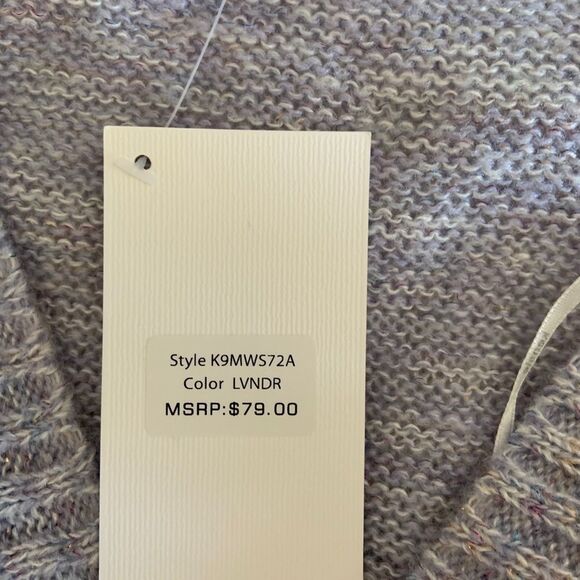 Style K9MWS72A
Color LVNDR
MSRP:$79.00